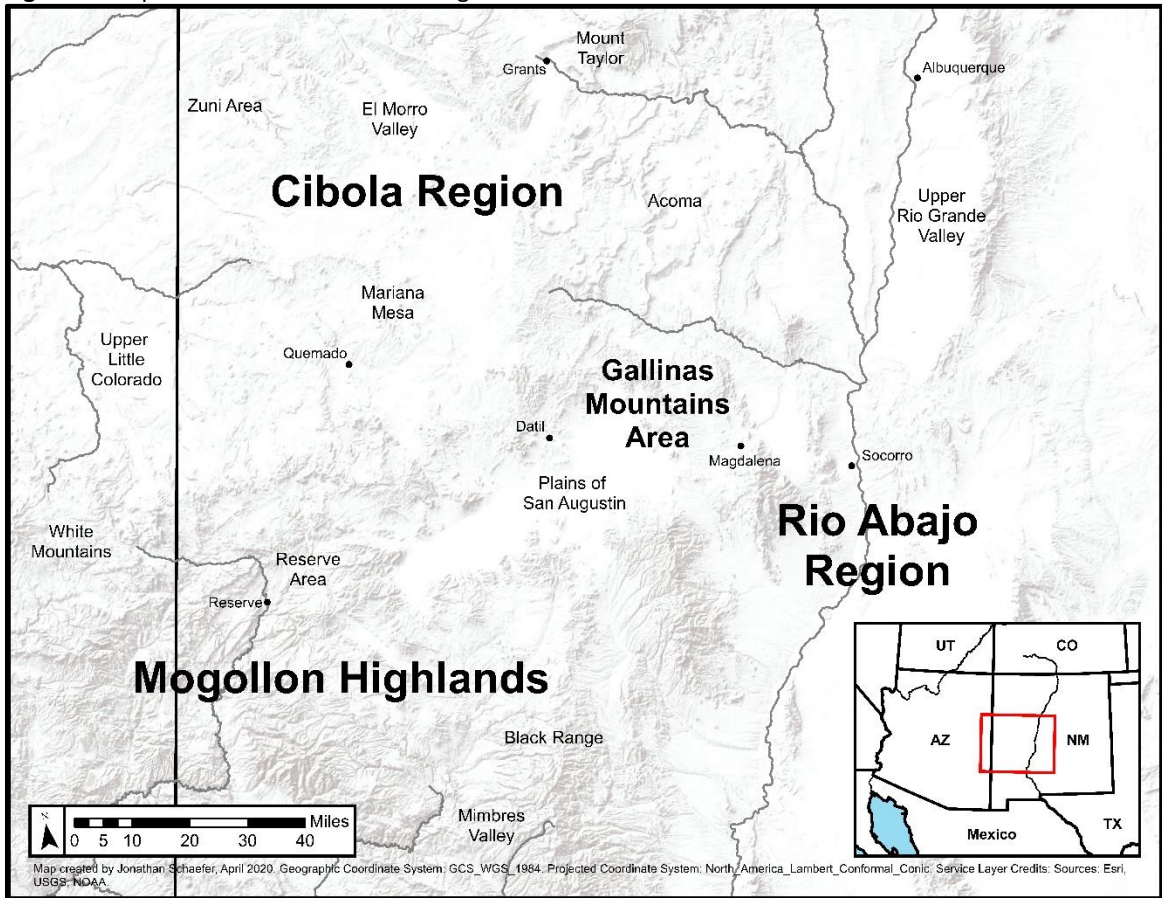 Mount
Taylor
Grants
Albuquerque
Zuni Area
El Morro
Valley
Cibola Region
Acoma
Upper
Rio Grande
Valley
Mariana
Mesa
Upper
Little
Colorado
Quemado
Gallinas
Mountains
Area
Datil
Magdalena
Socorro
Plains of
San Augustin
Rio Abajo
Region
White
Mountains
Reserve
Area
Reserve
Mogollon Highlands
Black Range
Mimbres
Valley
UT
CO
AZ
NM
TX
Mexico
N
Miles
0 5 10 20 30 40
Map created by Jonathan Schaefer, April 2020. Geographic Coordinate System: GCS_WGS_1984. Projected Coordinate System: North_America_Lambert_Conformal_Conic. Service Layer Credits: Sources: Esri,
USGS, NOAA.